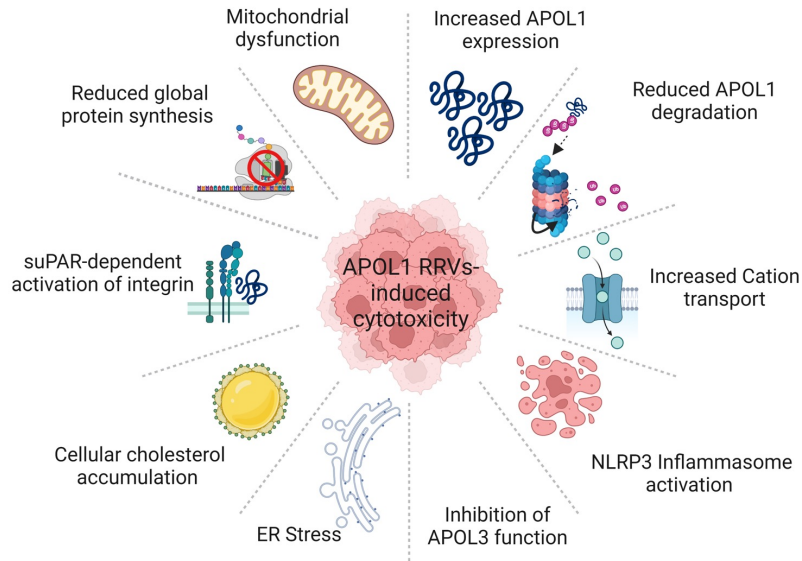 Mitochondrial
dysfunction
Increased APOL1
expression
Reduced APOL1
degradation
Increased Cation
transport
NLRP3 Inflammasome
activation
Inhibition of
APOL3 function
ER Stress
Cellular cholesterol
accumulation
suPAR-dependent
activation of integrin
Reduced global
protein synthesis
APOL1 RRVs-
induced
cytotoxicity